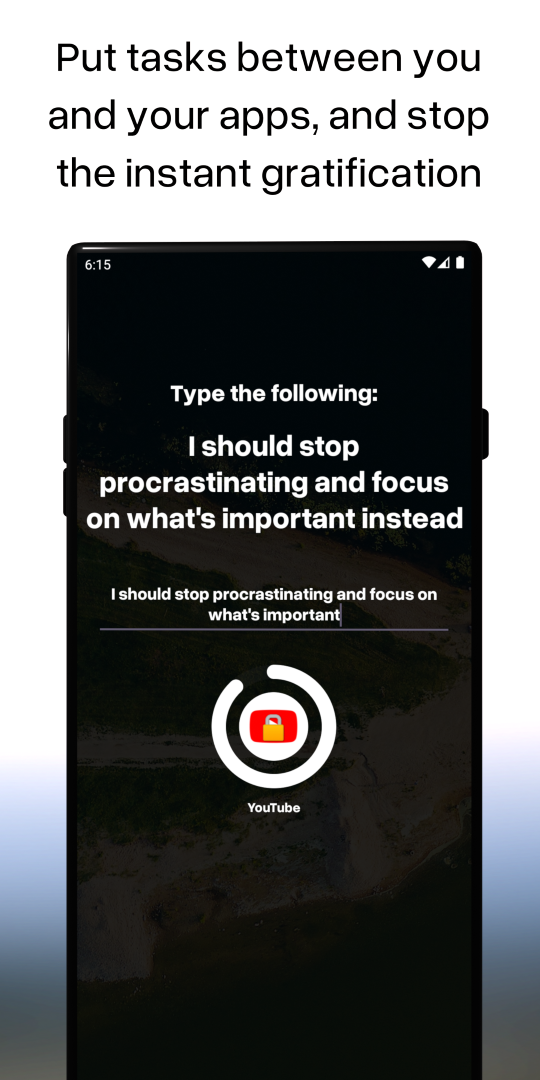 Put tasks between you
and your apps, and stop
the instant gratification
6:15
Type the following:
I should stop
procrastinating and focus
on what's important instead
I should stop procrastinating and focus on
what's important
YouTube